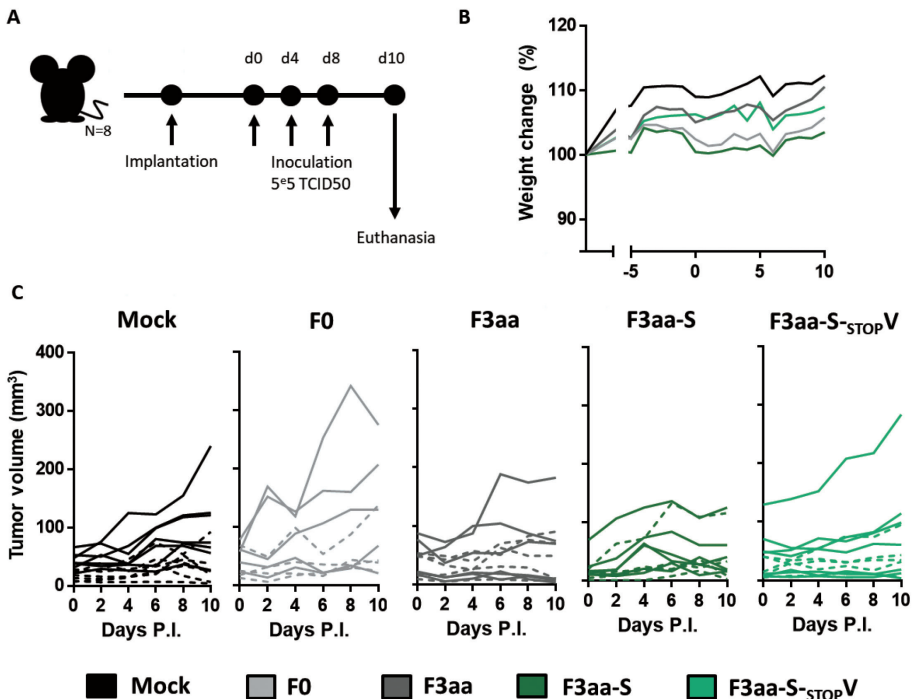 A
d0 d4 d8 d10
N=8
Implantation
Inoculation
5e5 TCID50
Euthanasia
B
Weight change (%)
120
110
100
90
-5 0 5 10
C
Mock F0 F3aa F3aa-S F3aa-S-STOPV
Tumor volume (mm3)
400
300
200
100
0
0 2 4 6 8 10 0 2 4 6 8 10 0 2 4 6 8 10 0 2 4 6 8 10 0 2 4 6 8 10
Days P.I. Days P.I. Days P.I. Days P.I. Days P.I.
Mock F0 F3aa F3aa-S F3aa-S-STOPV